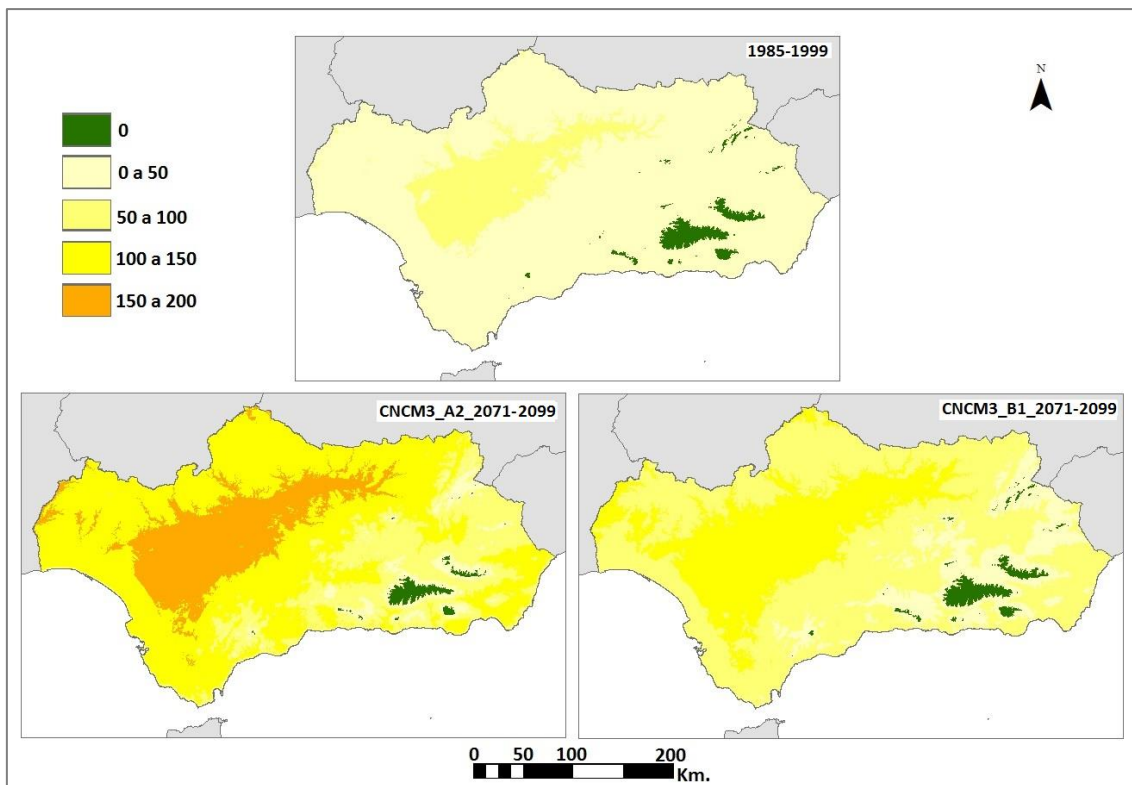 1985-1999
N
0
0 a 50
50 a 100
100 a 150
150 a 200
CNCM3_A2_2071-2099
CNCM3_B1_2071-2099
0 50 100 200
Km.